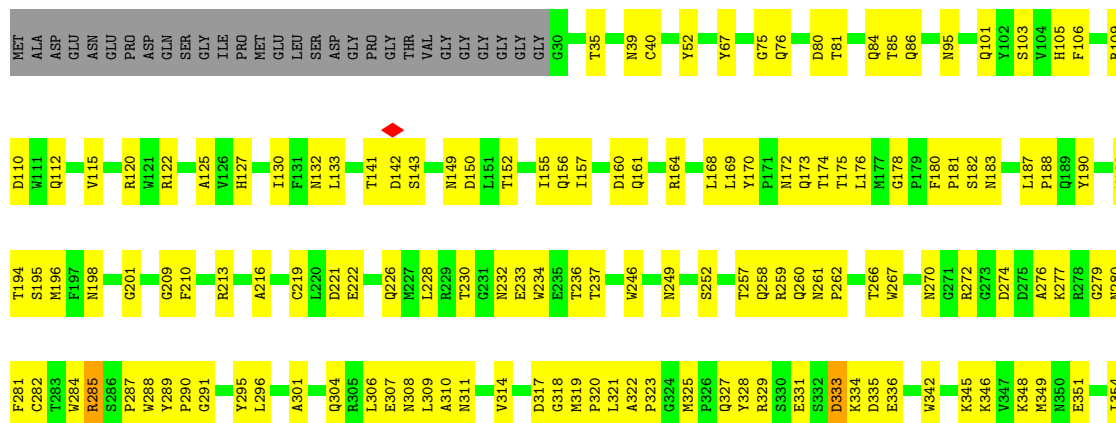 MET ALA ASP GLU ASN GLU PRO ASP GLN SER GLY ILE PRO MET GLU LEU SER ASP GLY PRO GLY THR VAL GLY GLY GLY GLY GLY GLY G30 T35 N39 C40 Y52 Y67 G75 Q76 D80 T81 Q84 T85 Q86 N95 Q101 Y102 S103 V104 H105 F106 R109
D110 W111 Q112 V115 R120 W121 R122 A125 V126 H127 I130 F131 N132 L133 T141 D142 S143 N149 D150 L151 T152 I155 Q156 I157 D160 Q161 R164 L168 L169 Y170 P171 N172 Q173 T174 T175 L176 M177 G178 P179 F180 P181 S182 N183 L187 P188 Q189 Y190
T194 S195 M196 F197 N198 G201 G209 F210 R213 A216 C219 L220 D221 E222 Q226 M227 L228 R229 T230 G231 N232 E233 W234 E235 T236 T237 W246 N249 S252 T257 Q258 R259 Q260 N261 P262 T266 W267 N270 G271 R272 G273 D274 D275 A276 K277 R278 G279 N280
F281 C282 T283 W284 R285 S286 P287 W288 Y289 P290 G291 Y295 L296 A301 Q304 R305 L306 E307 N308 L309 A310 N311 V314 D317 G318 M319 P320 L321 A322 P323 G324 M325 P326 Q327 Y328 R329 S330 E331 S332 D333 K334 D335 E336 W342 K345 K346 V347 K348 M349 N350 E351 I354